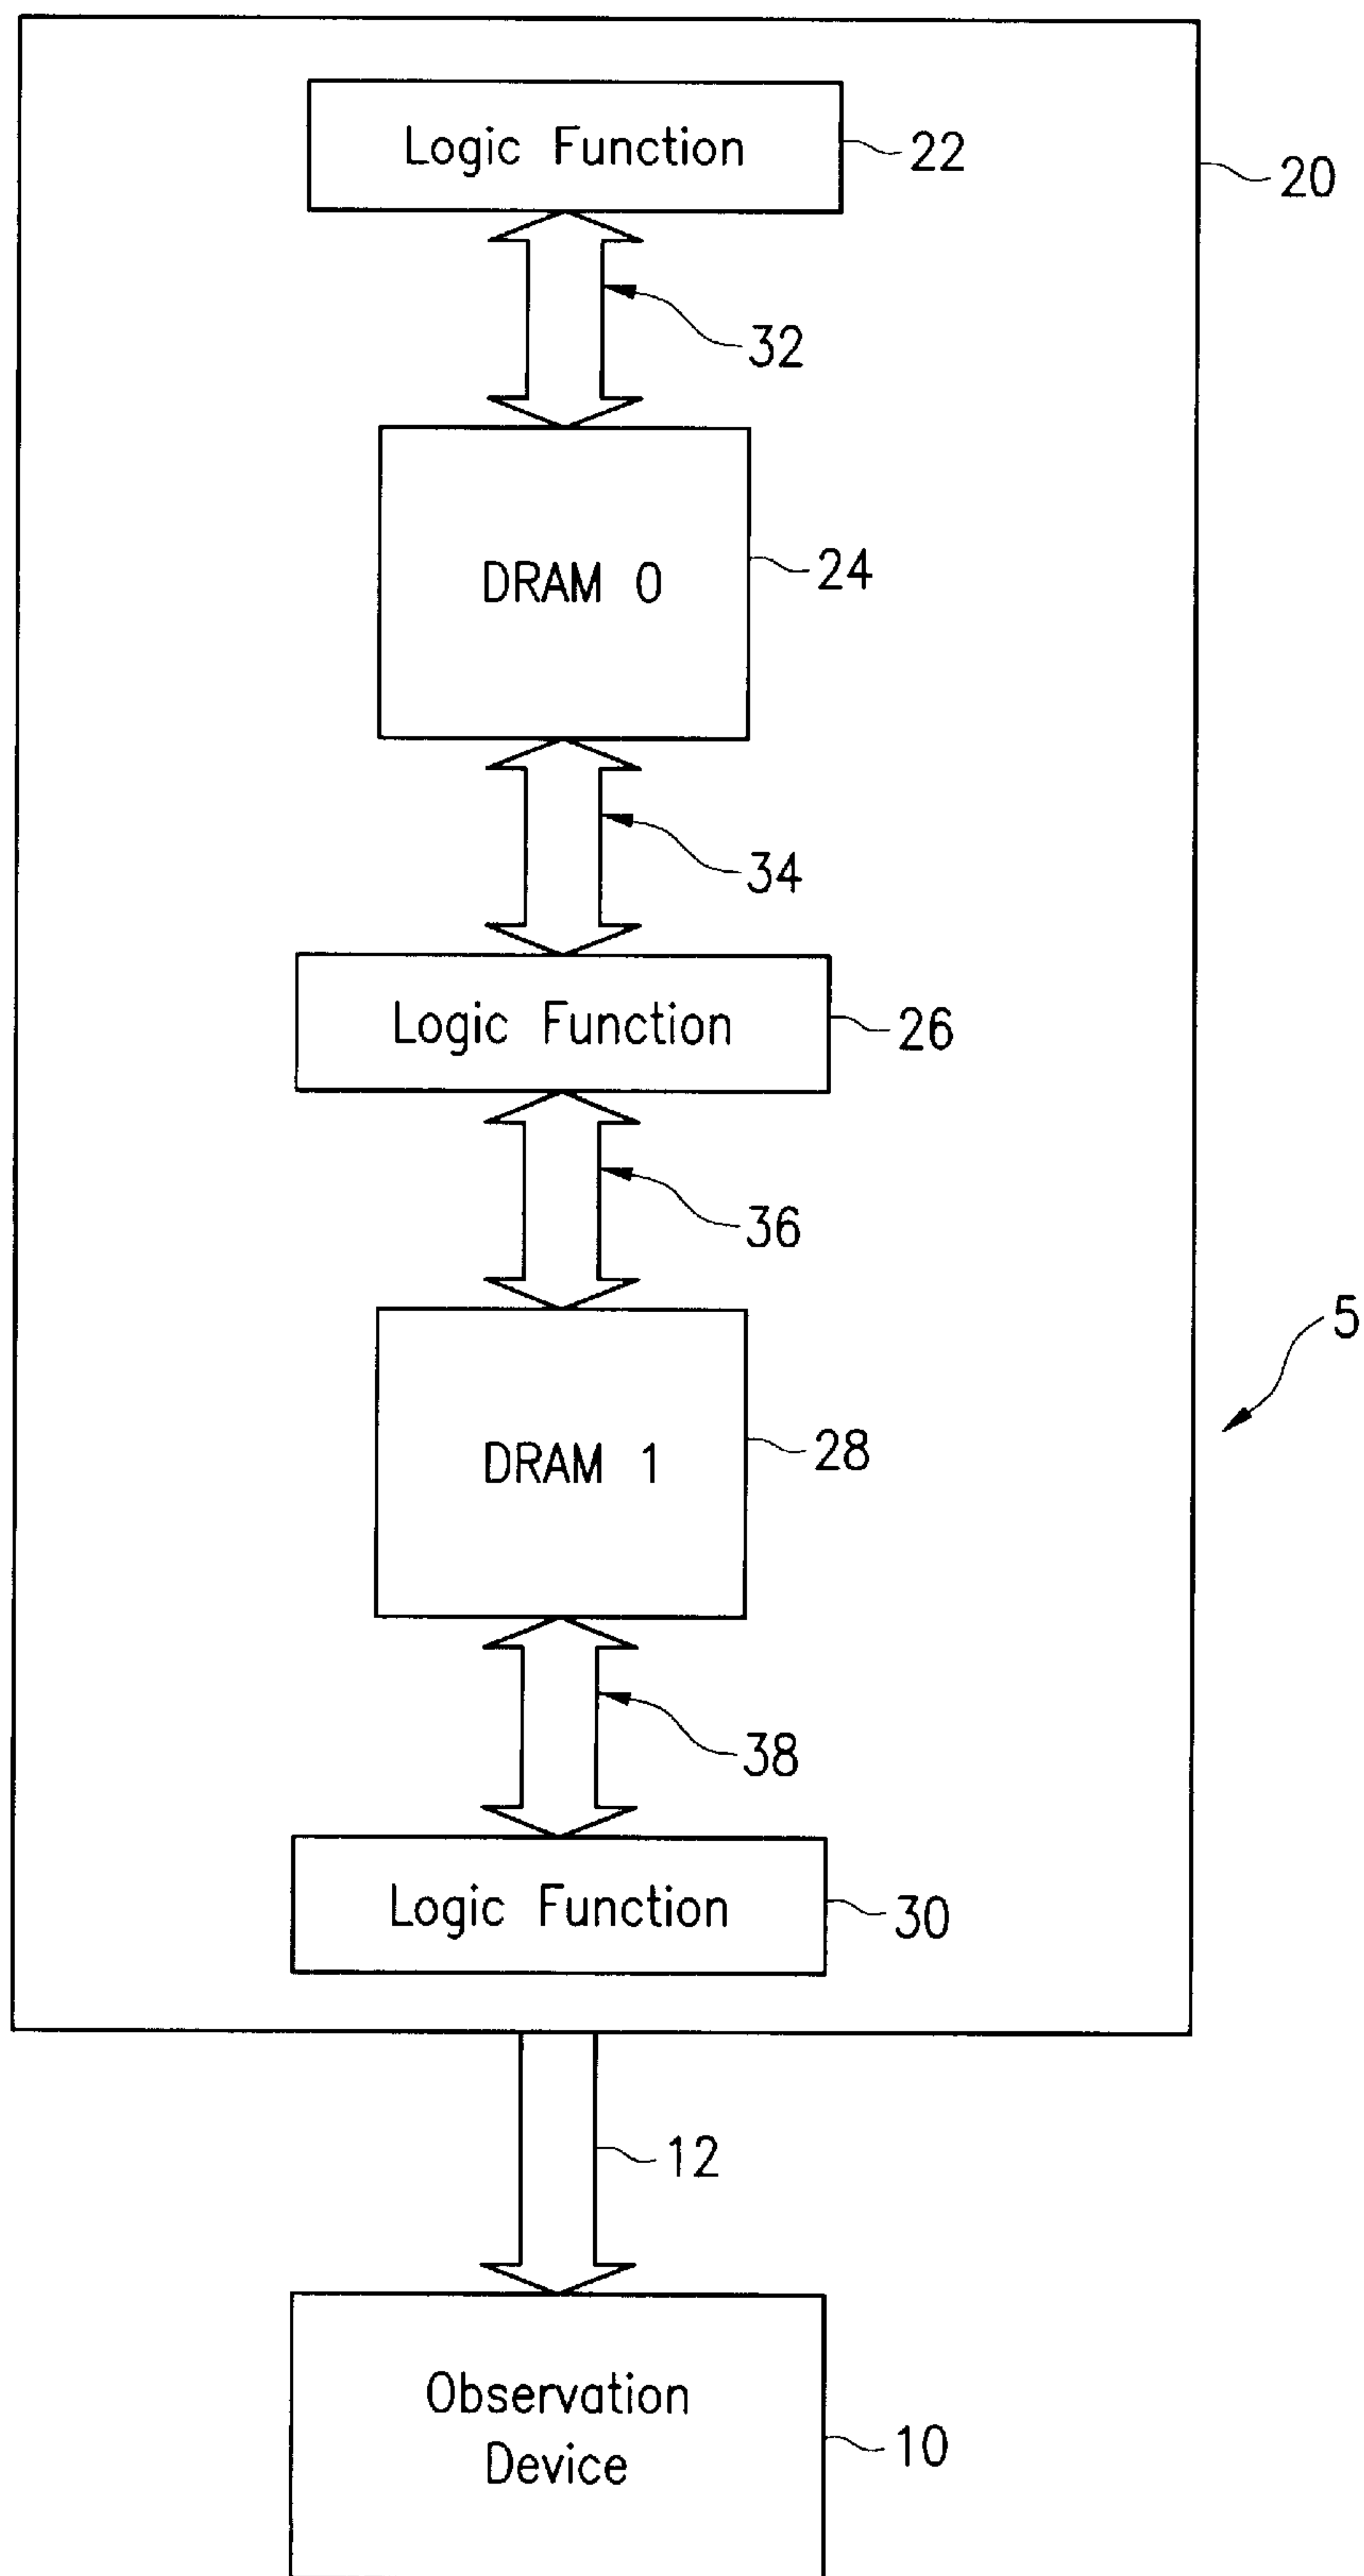 Logic Function
22
20
32
DRAM 0
24
34
Logic Function
26
36
5
DRAM 1
28
38
Logic Function
30
12
Observation
Device
10